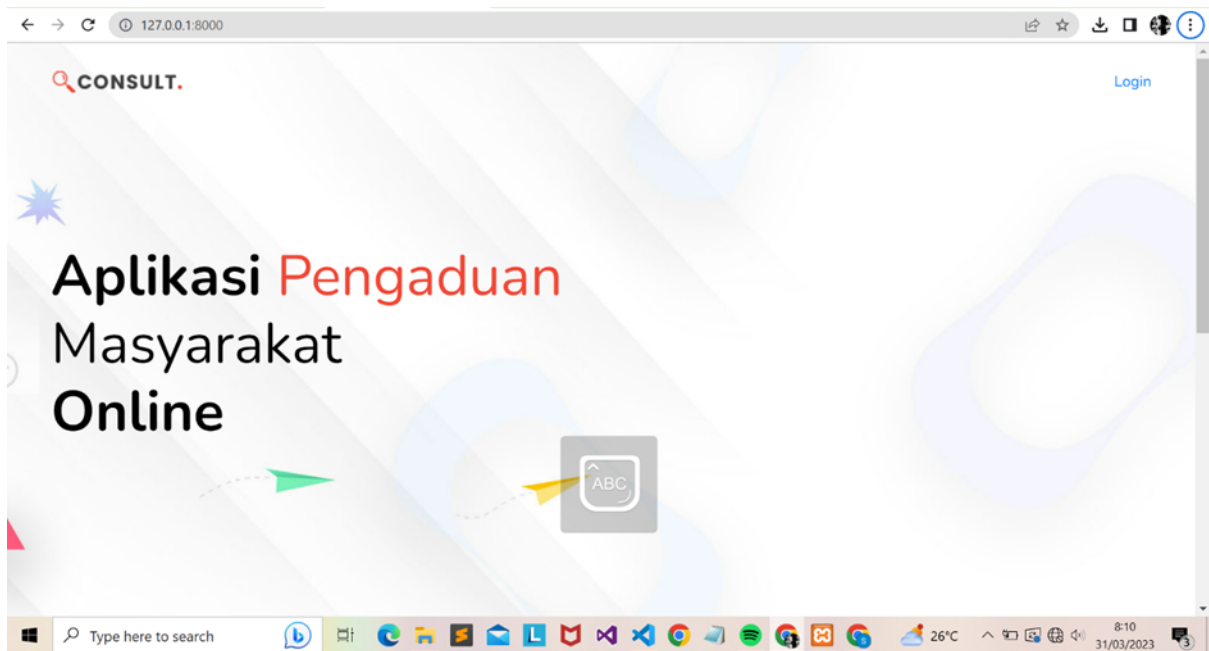 127.0.0.1:8000
CONSULT.
Login
Aplikasi Pengaduan
Masyarakat
Online
ABC
Type here to search
26°C
8:10
31/03/2023
3